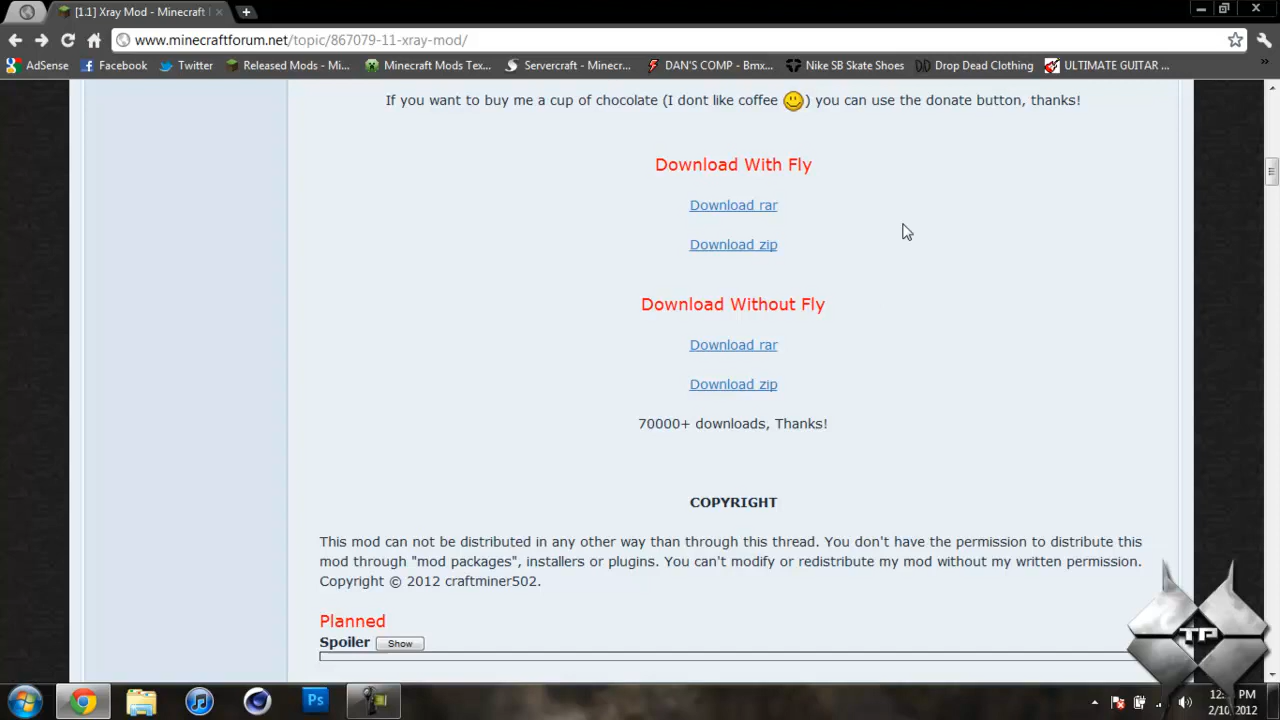 [1.1] Xray Mod - Minecraft
www.minecraftforum.net/topic/867079-11-xray-mod/
AdSense Facebook Twitter Released Mods - Mi... Minecraft Mods Tex... Servercraft - Minecr... DAN'S COMP - Bmx... Nike SB Skate Shoes Drop Dead Clothing ULTIMATE GUITAR ...
If you want to buy me a cup of chocolate (I dont like coffee ) you can use the donate button, thanks!
Download With Fly
Download rar
Download zip
Download Without Fly
Download rar
Download zip
70000+ downloads, Thanks!
COPYRIGHT
This mod can not be distributed in any other way than through this thread. You don't have the permission to distribute this
mod through "mod packages", installers or plugins. You can't modify or redistribute my mod without my written permission.
Copyright © 2012 craftminer502.
Planned
Spoiler Show
TP
Ps
PM
2/10/2012